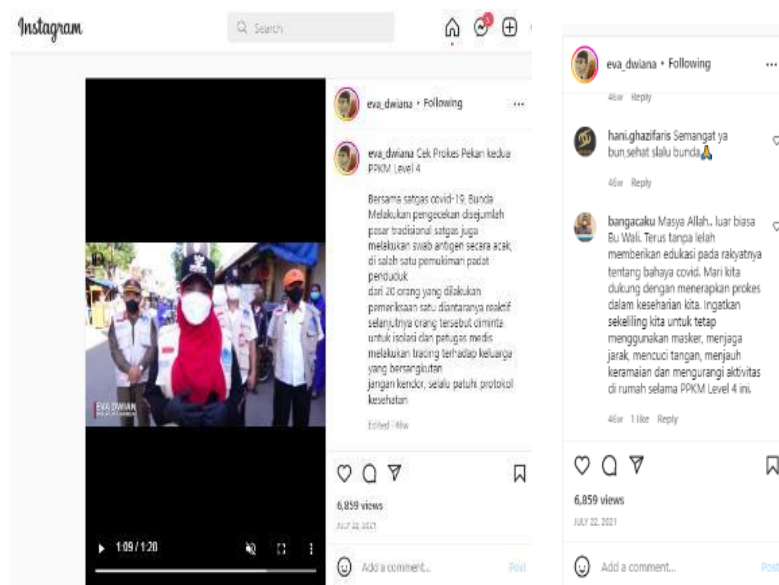 Instagram
Search
eva_dwiana • Following
eva_dwiana Cek Prokes Pekan kedua
PPKM Level 4
Bersama satgas covid-19, Bunda
Melakukan pengecekan disejumlah
pasar tradisional satgas juga
melakukan swab antigen secara acak,
di salah satu pemukiman padat
penduduk
dari 20 orang yang dilakukan
pemeriksaan satu diantaranya reaktif
selanjutnya orang tersebut diminta
untuk isolasi dan petugas medis
melakukan tracing terhadap keluarga
yang bersangkutan
jangan kendor, selalu patuhi protokol
kesehatan
Edited · 46w
6,859 views
JULY 22, 2021
Add a comment...
Post
EVA DWIAN
1:09 / 1:20
eva_dwiana • Following
46w Reply
hani.ghazifaris Semangat ya
bun,sehat slalu bunda🙏
46w Reply
bangacaku Masya Allah.. luar biasa
Bu Wali. Terus tanpa lelah
memberikan edukasi pada rakyatnya
tentang bahaya covid. Mari kita
dukung dengan menerapkan prokes
dalam keseharian kita. Ingatkan
sekeliling kita untuk tetap
menggunakan masker, menjaga
jarak, mencuci tangan, menjauh
keramaian dan mengurangi aktivitas
di rumah selama PPKM Level 4 ini.
46w 1 like Reply
6,859 views
JULY 22, 2021
Add a comment...
Post